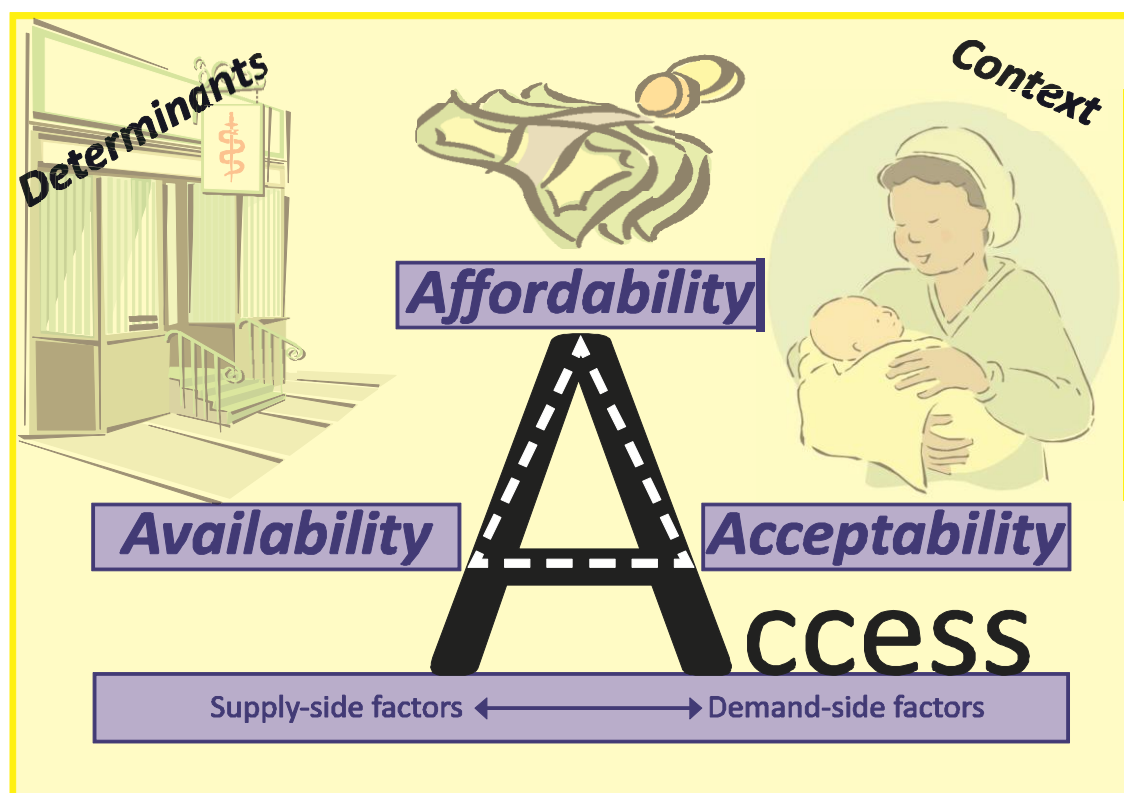 Determinants
Context
Affordability
Availability
Acceptability
Access
Supply-side factors
Demand-side factors